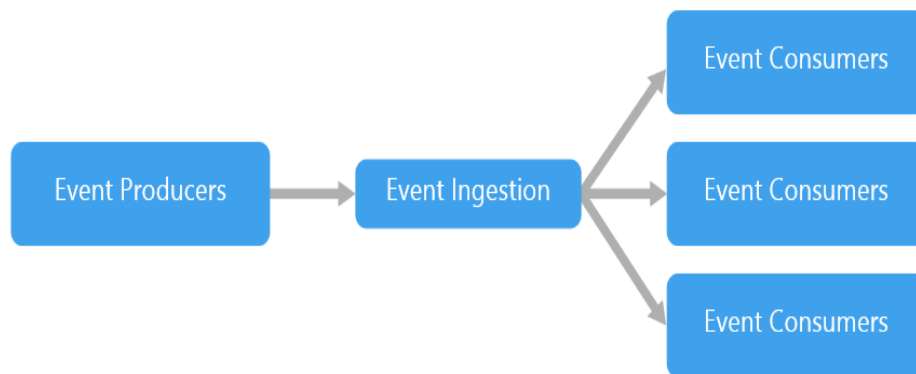 Event Consumers
Event Producers
Event Ingestion
Event Consumers
Event Consumers